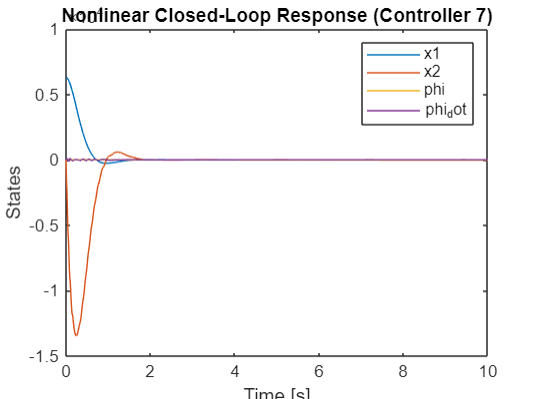 Nonlinear Closed-Loop Response (Controller 7)
1
0.5
0
-0.5
-1
-1.5
States
x1
x2
phi
phi_dot
0 2 4 6 8 10
Time [s]